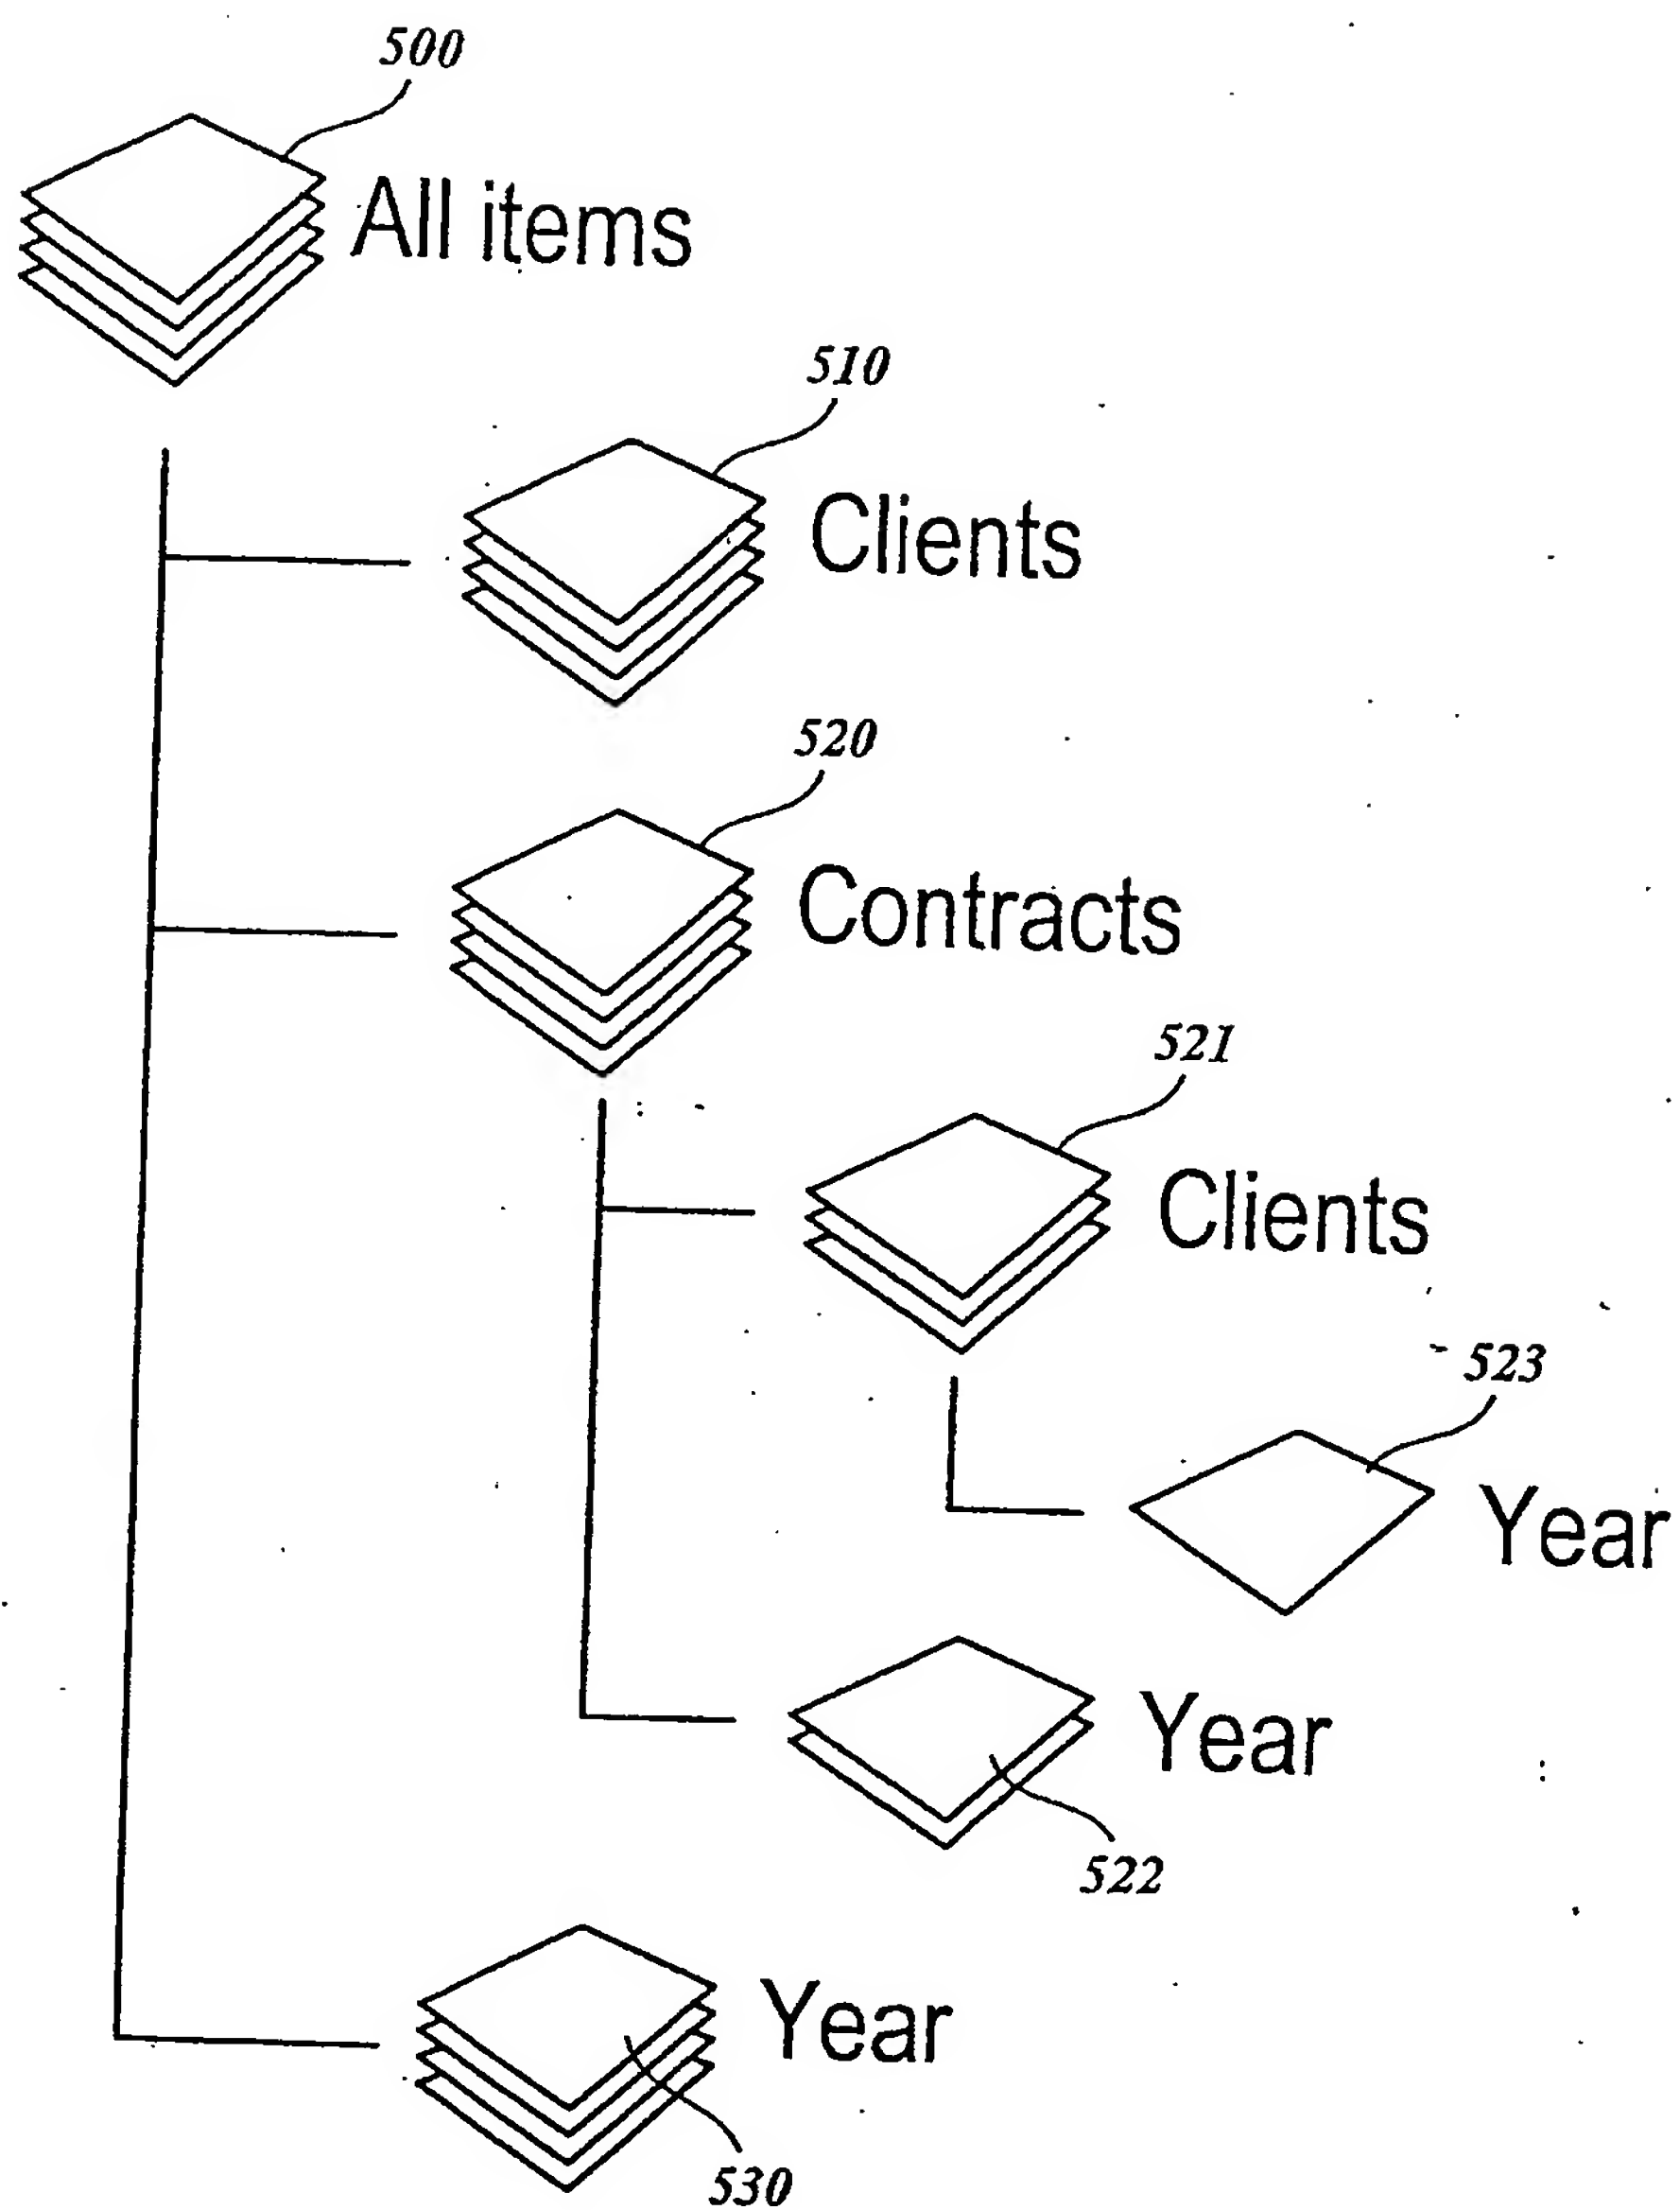 500
All items
510
Clients
520
Contracts
521
Clients
523
Year
Year
522
Year
530